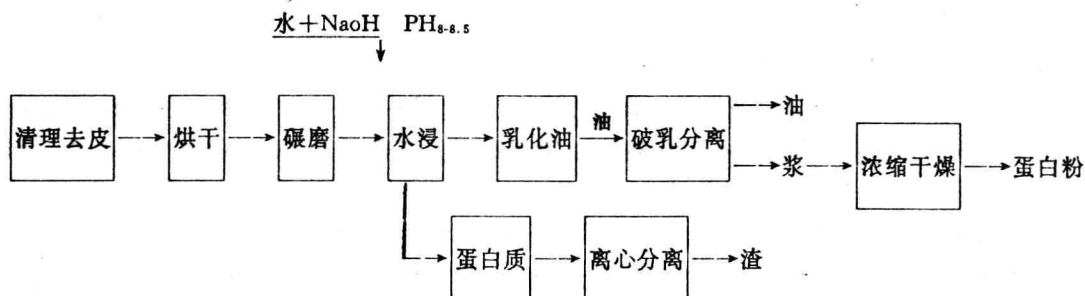 水+NaoH PH8-8.5
清理去皮 烘干 碾磨 水浸 乳化油 油 破乳分离 油
浆 浓缩干燥 蛋白粉
蛋白质 离心分离 渣